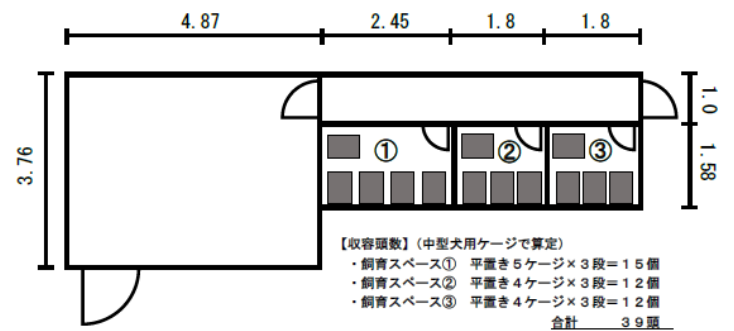 4.87 2.45 1.8 1.8
1.0
3.76
1.58
① ② ③
【収容頭数】（中型犬用ケージで算定）
・飼育スペース① 平置き５ケージ×３段＝１５個
・飼育スペース② 平置き４ケージ×３段＝１２個
・飼育スペース③ 平置き４ケージ×３段＝１２個
合計 ３９頭